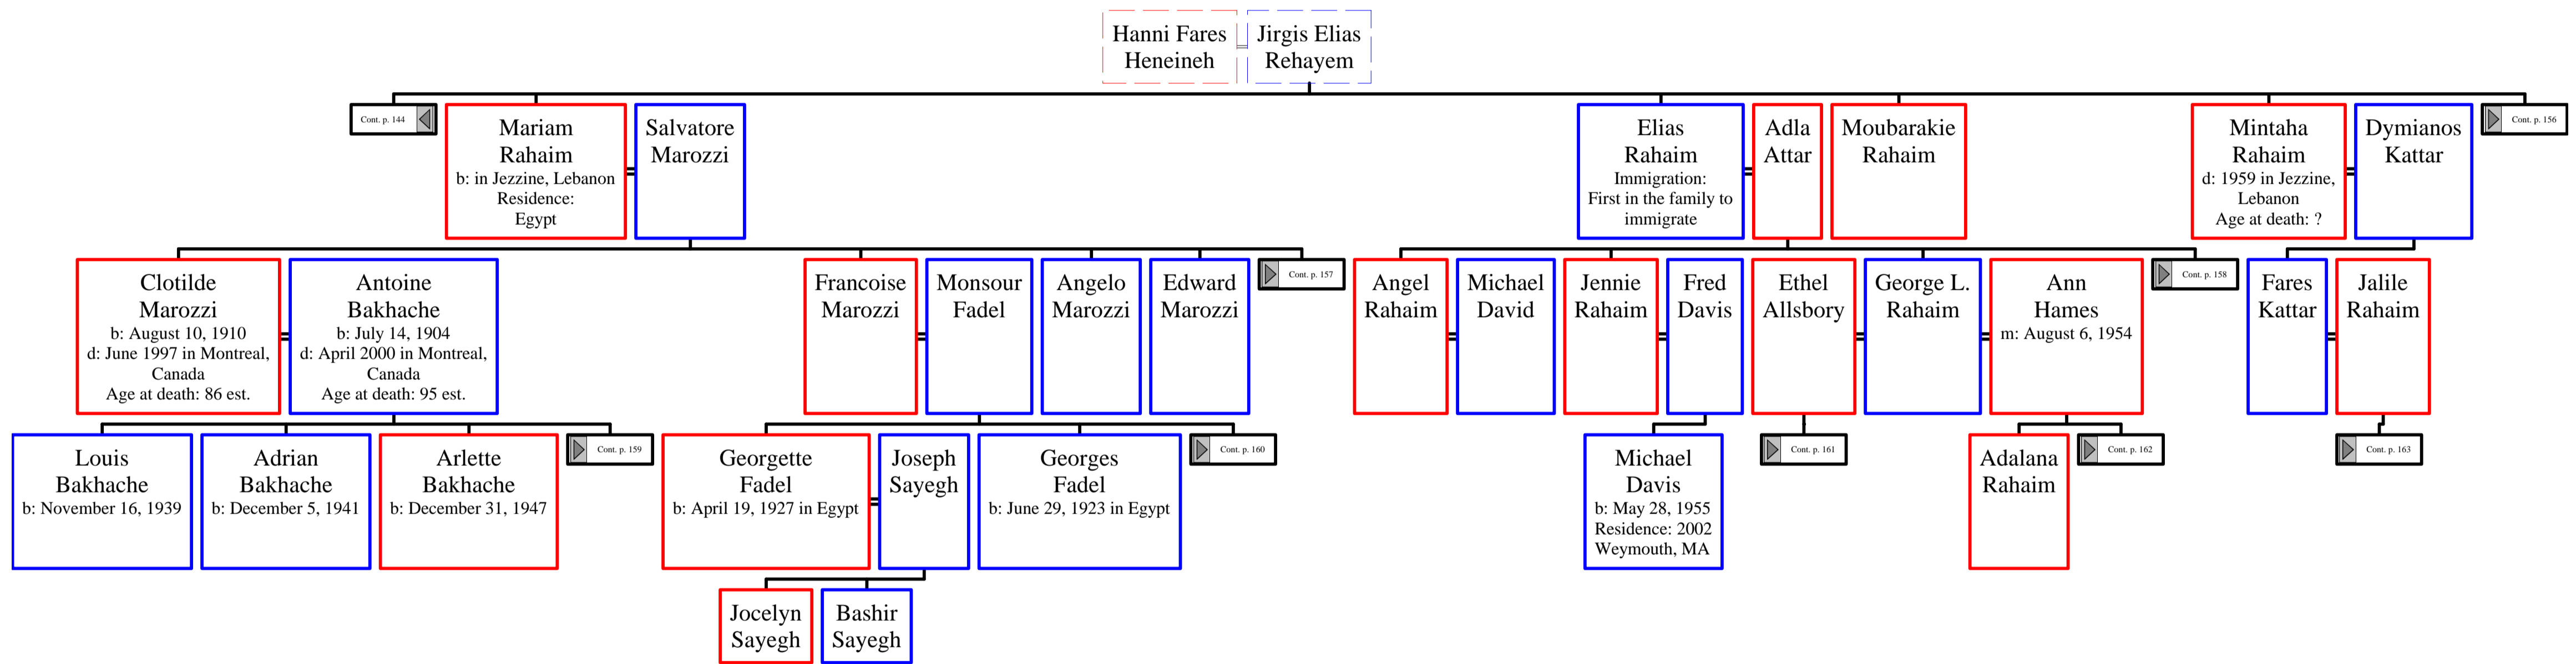 Hanni Fares
Heneineh
Jirgis Elias
Rehayem
Cont. p. 144
Mariam
Rahaim
b: in Jezzine, Lebanon
Residence:
Egypt
Salvatore
Marozzi
Elias
Rahaim
Immigration:
First in the family to
immigrate
Adla
Attar
Moubarakie
Rahaim
Mintaha
Rahaim
d: 1959 in Jezzine,
Lebanon
Age at death: ?
Dymianos
Kattar
Cont. p. 156
Clotilde
Marozzi
b: August 10, 1910
d: June 1997 in Montreal,
Canada
Age at death: 86 est.
Antoine
Bakhache
b: July 14, 1904
d: April 2000 in Montreal,
Canada
Age at death: 95 est.
Francoise
Marozzi
Monsour
Fadel
Angelo
Marozzi
Edward
Marozzi
Cont. p. 157
Angel
Rahaim
Michael
David
Jennie
Rahaim
Fred
Davis
Ethel
Allsbory
George L.
Rahaim
Ann
Hames
m: August 6, 1954
Cont. p. 158
Fares
Kattar
Jalile
Rahaim
Louis
Bakhache
b: November 16, 1939
Adrian
Bakhache
b: December 5, 1941
Arlette
Bakhache
b: December 31, 1947
Cont. p. 159
Georgette
Fadel
b: April 19, 1927 in Egypt
Joseph
Sayegh
Georges
Fadel
b: June 29, 1923 in Egypt
Cont. p. 160
Michael
Davis
b: May 28, 1955
Residence: 2002
Weymouth, MA
Cont. p. 161
Adalana
Rahaim
Cont. p. 162
Cont. p. 163
Jocelyn
Sayegh
Bashir
Sayegh